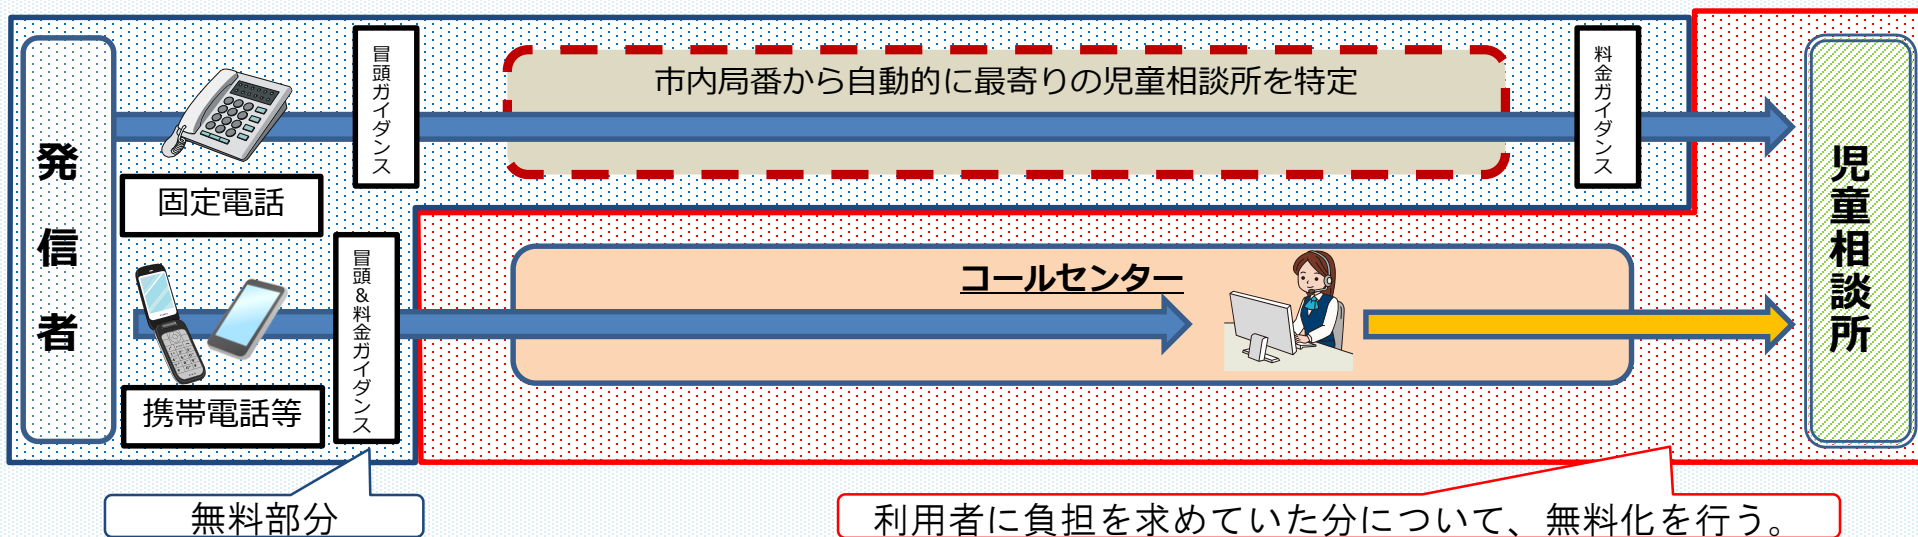 発信者
固定電話
携帯電話等
冒頭ガイダンス
冒頭&料金ガイダンス
市内局番から自動的に最寄りの児童相談所を特定
料金ガイダンス
コールセンター
児童相談所
無料部分
利用者に負担を求めていた分について、無料化を行う。